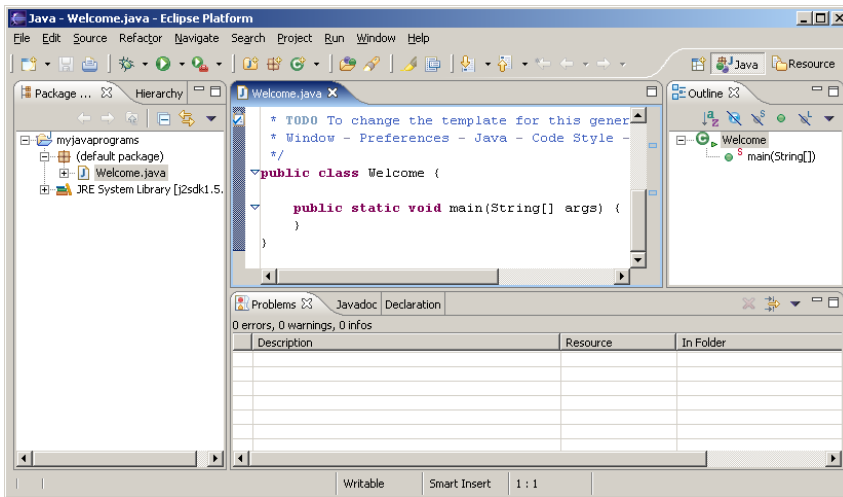 Java - Welcome.java - Eclipse Platform
File Edit Source Refactor Navigate Search Project Run Window Help
Java Resource
Package ... Hierarchy
myjavaprograms
(default package)
Welcome.java
JRE System Library [j2sdk1.5.
Welcome.java
* TODO To change the template for this gener
* Window - Preferences - Java - Code Style -
*/
public class Welcome {
public static void main(String[] args) {
}
}
Outline
Welcome
main(String[])
Problems Javadoc Declaration
0 errors, 0 warnings, 0 infos
Description Resource In Folder
Writable Smart Insert 1 : 1